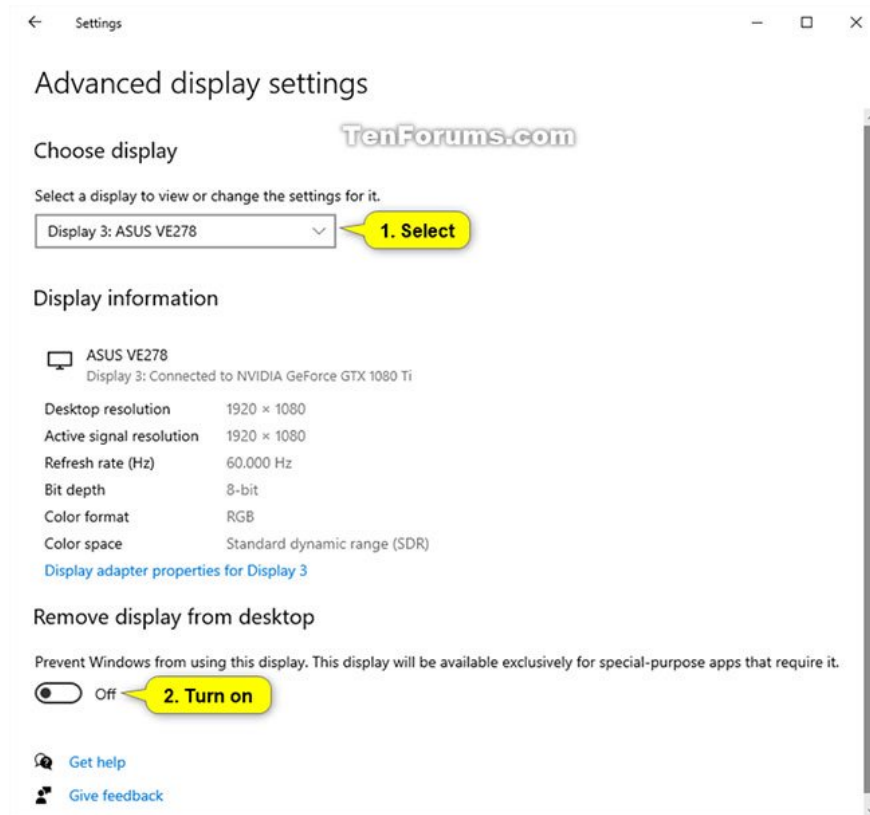 Settings
Advanced display settings
TenForums.com
Choose display
Select a display to view or change the settings for it.
Display 3: ASUS VE278
1. Select
Display information
ASUS VE278
Display 3: Connected to NVIDIA GeForce GTX 1080 Ti
Desktop resolution 1920 × 1080
Active signal resolution 1920 × 1080
Refresh rate (Hz) 60.000 Hz
Bit depth 8-bit
Color format RGB
Color space Standard dynamic range (SDR)
Display adapter properties for Display 3
Remove display from desktop
Prevent Windows from using this display. This display will be available exclusively for special-purpose apps that require it.
Off 2. Turn on
Get help
Give feedback